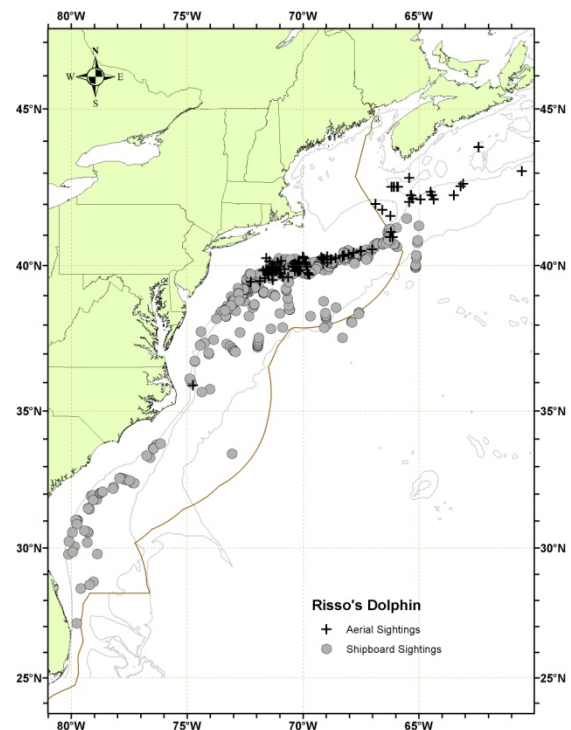 80°W 75°W 70°W 65°W
N
W E
S
45°N 45°N
40°N 40°N
35°N 35°N
30°N 30°N
Risso's Dolphin
Aerial Sightings
Shipboard Sightings
25°N 25°N
80°W 75°W 70°W 65°W